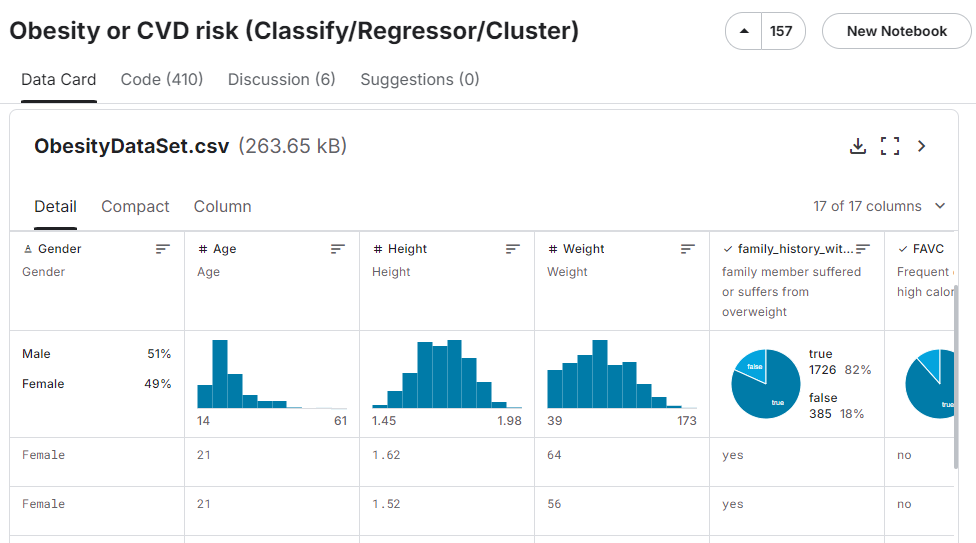 Obesity or CVD risk (Classify/Regressor/Cluster)
157
New Notebook
Data Card
Code (410)
Discussion (6)
Suggestions (0)
ObesityDataSet.csv (263.65 kB)
Detail
Compact
Column
17 of 17 columns
A Gender
# Age
# Height
# Weight
family_history_wit...
FAVC
Gender
Age
Height
Weight
family member suffered
or suffers from
overweight
Frequent
high calor
Male 51%
Female 49%
14 61
1.45 1.98
39 173
false
true
true
1726 82%
false
385 18%
true
Female 21 1.62 64 yes no
Female 21 1.52 56 yes no